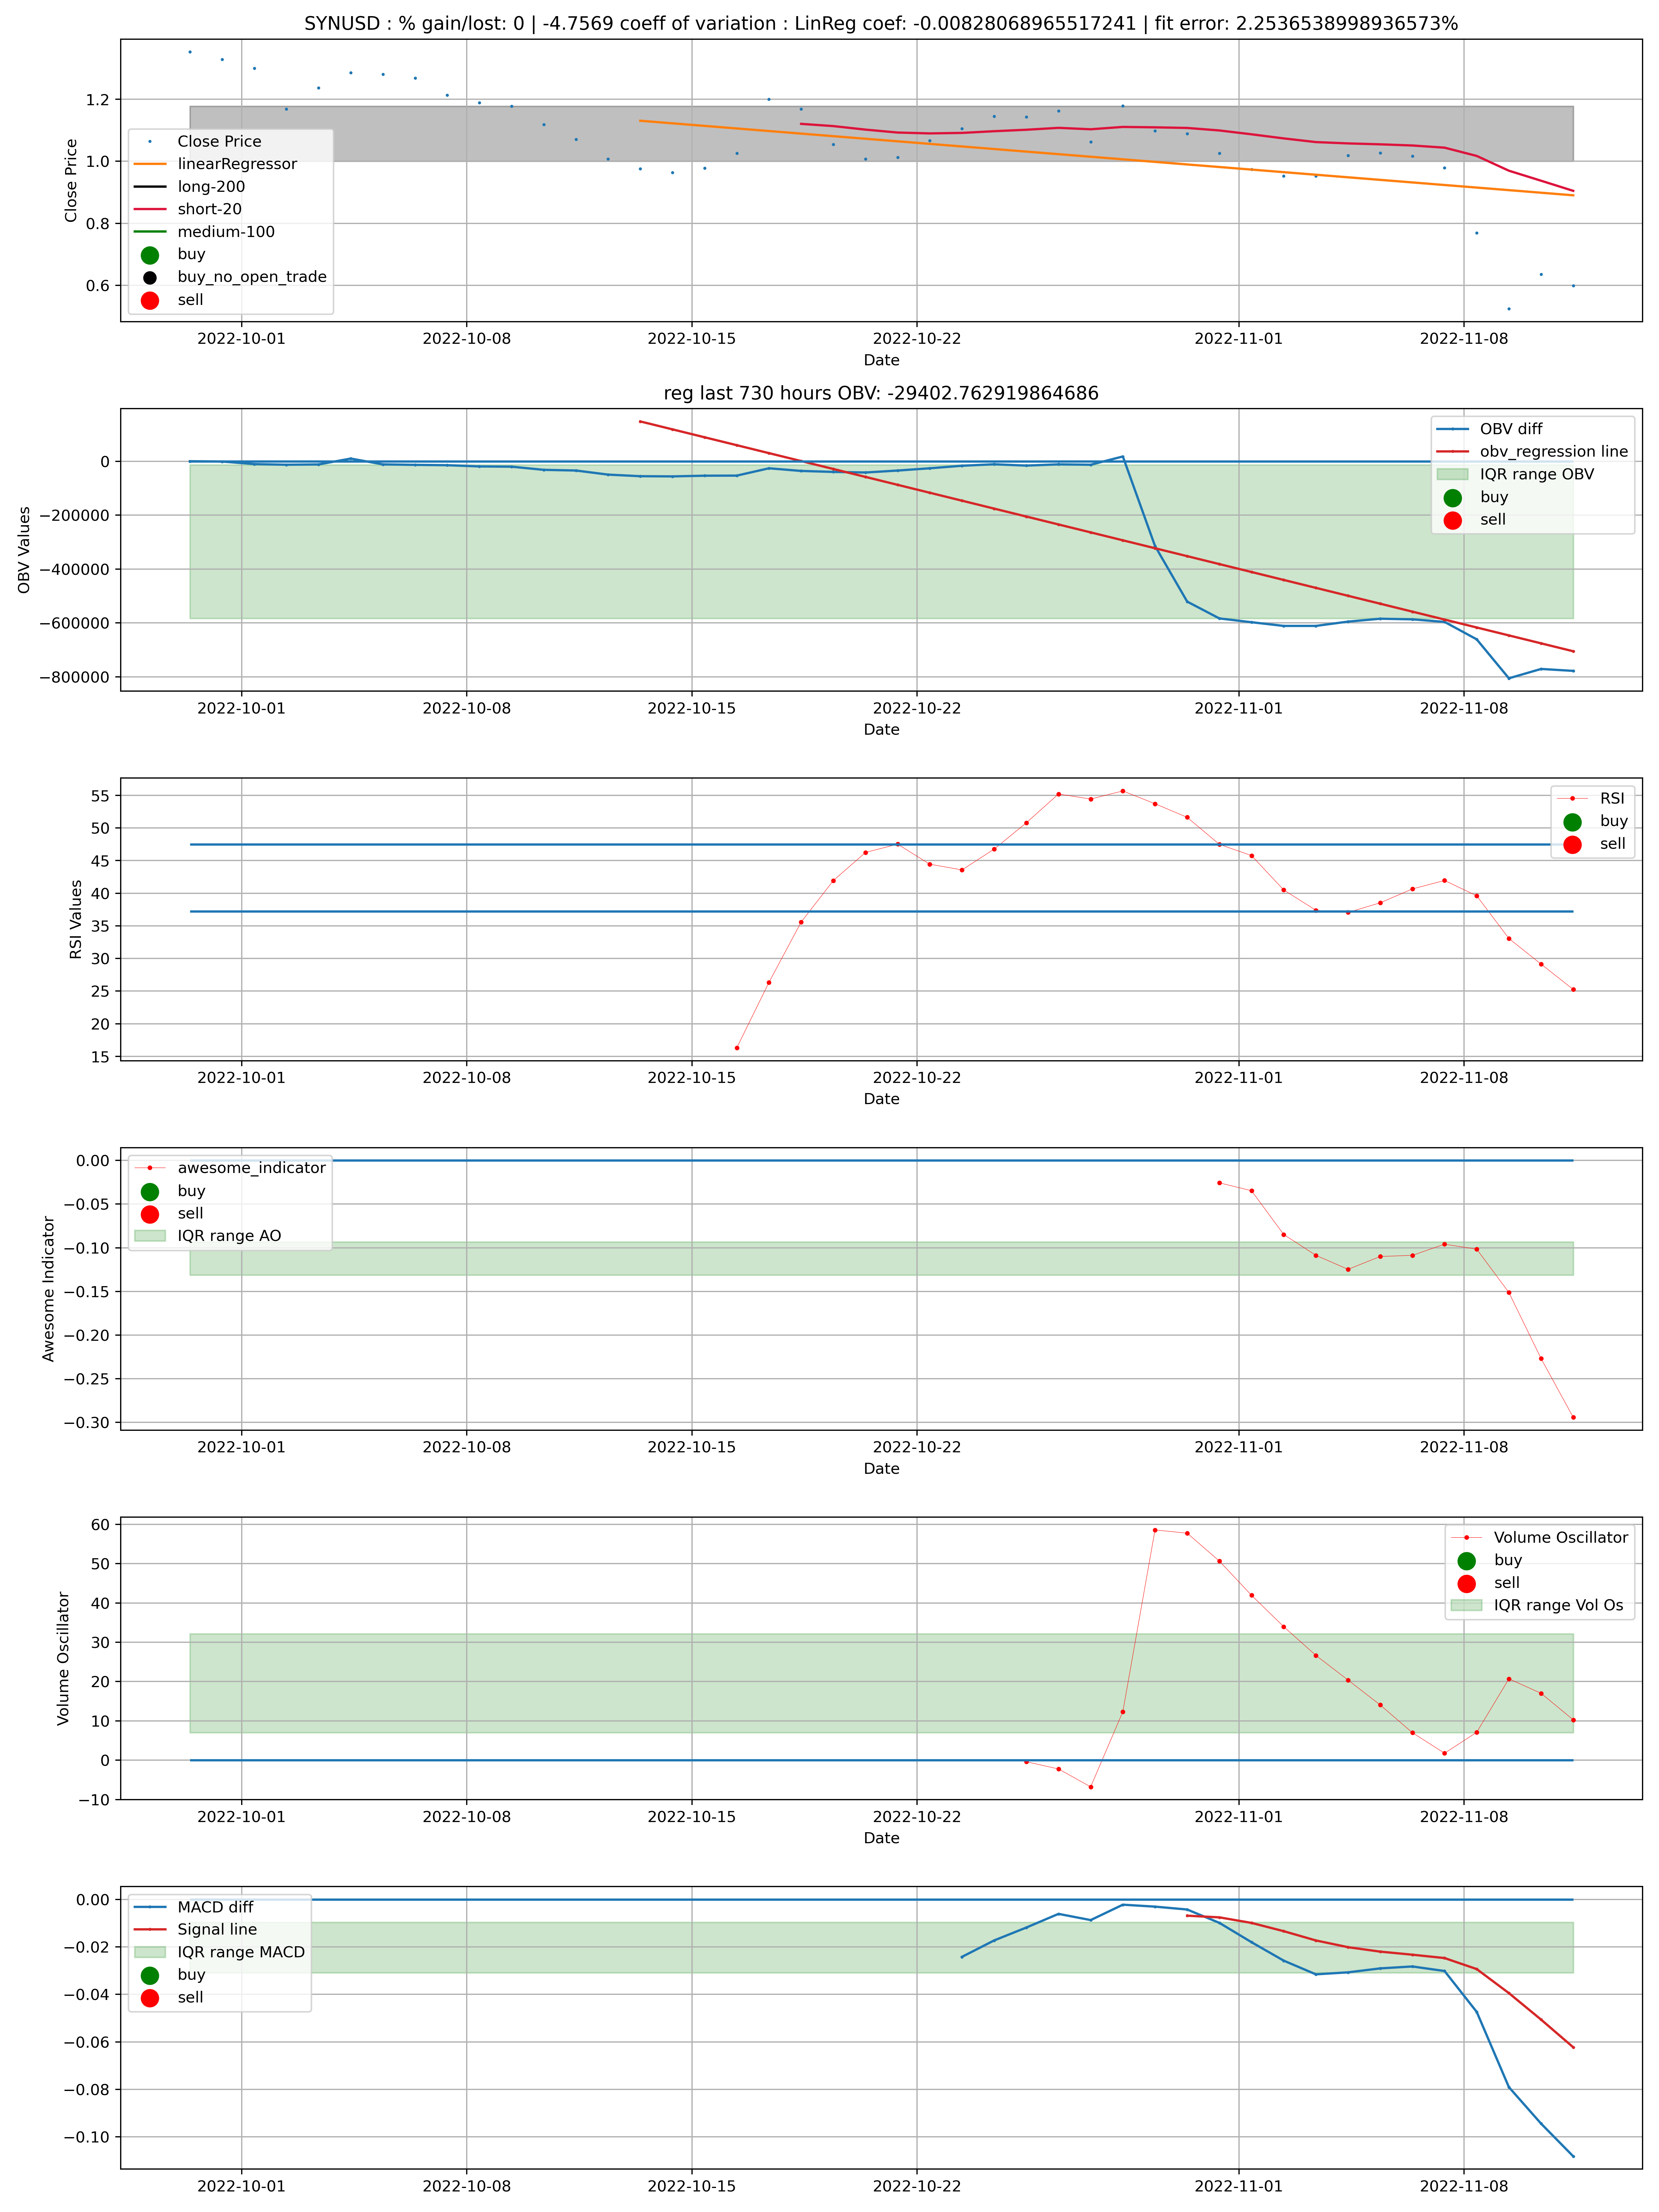 SYNUSD : % gain/lost: 0 | -4.7569 coeff of variation : LinReg coef: -0.00828068965517241 | fit error: 2.2536538998936573%
Close Price
1.2
1.0
0.8
0.6
Close Price
linearRegressor
long-200
short-20
medium-100
buy
buy_no_open_trade
sell
2022-10-01
2022-10-08
2022-10-15
2022-10-22
2022-11-01
2022-11-08
Date
reg last 730 hours OBV: -29402.762919864686
OBV Values
0
−200000
−400000
−600000
−800000
OBV diff
obv_regression line
IQR range OBV
buy
sell
2022-10-01
2022-10-08
2022-10-15
2022-10-22
2022-11-01
2022-11-08
Date
RSI Values
55
50
45
40
35
30
25
20
15
RSI
buy
sell
2022-10-01
2022-10-08
2022-10-15
2022-10-22
2022-11-01
2022-11-08
Date
Awesome Indicator
0.00
−0.05
−0.10
−0.15
−0.20
−0.25
−0.30
awesome_indicator
buy
sell
IQR range AO
2022-10-01
2022-10-08
2022-10-15
2022-10-22
2022-11-01
2022-11-08
Date
Volume Oscillator
60
50
40
30
20
10
0
−10
Volume Oscillator
buy
sell
IQR range Vol Os
2022-10-01
2022-10-08
2022-10-15
2022-10-22
2022-11-01
2022-11-08
Date
0.00
−0.02
−0.04
−0.06
−0.08
−0.10
MACD diff
Signal line
IQR range MACD
buy
sell
2022-10-01
2022-10-08
2022-10-15
2022-10-22
2022-11-01
2022-11-08